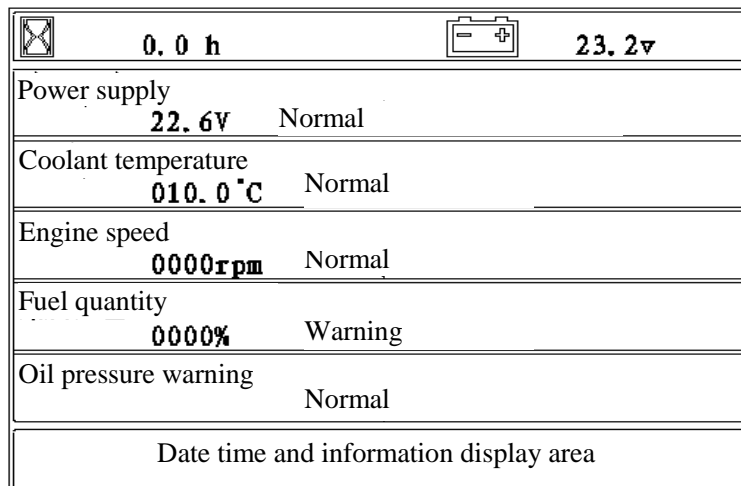 0.0 h 23.2v
Power supply
22.6V Normal
Coolant temperature
010.0°C Normal
Engine speed
0000rpm Normal
Fuel quantity
0000% Warning
Oil pressure warning
Normal
Date time and information display area